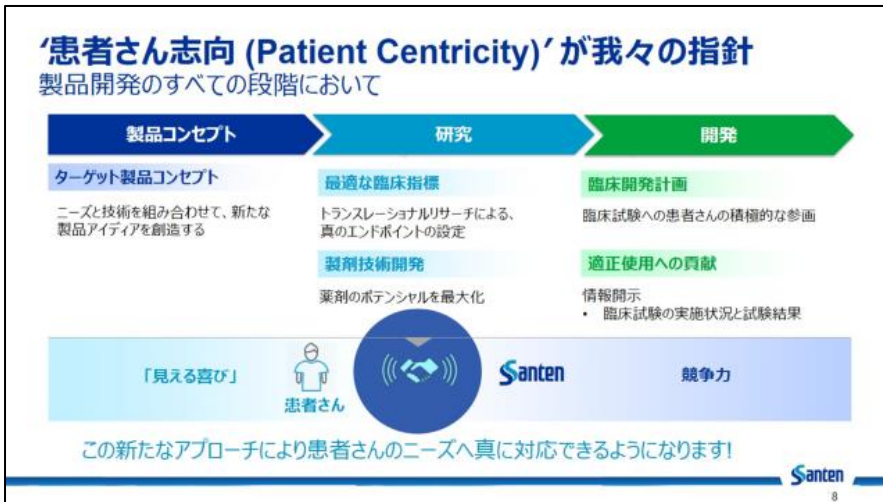 ‘患者さん志向 (Patient Centricity)’ が我々の指針
製品開発のすべての段階において
製品コンセプト
研究
開発
ターゲット製品コンセプト
ニーズと技術を組み合わせて、新たな
製品アイディアを創造する
最適な臨床指標
トランスレーショナルリサーチによる、
真のエンドポイントの設定
製剤技術開発
薬剤のポテンシャルを最大化
臨床開発計画
臨床試験への患者さんの積極的な参画
適正使用への貢献
情報開示
• 臨床試験の実施状況と試験結果
「見える喜び」
患者さん
Santen
競争力
この新たなアプローチにより患者さんのニーズへ真に対応できるようになります!
Santen
8